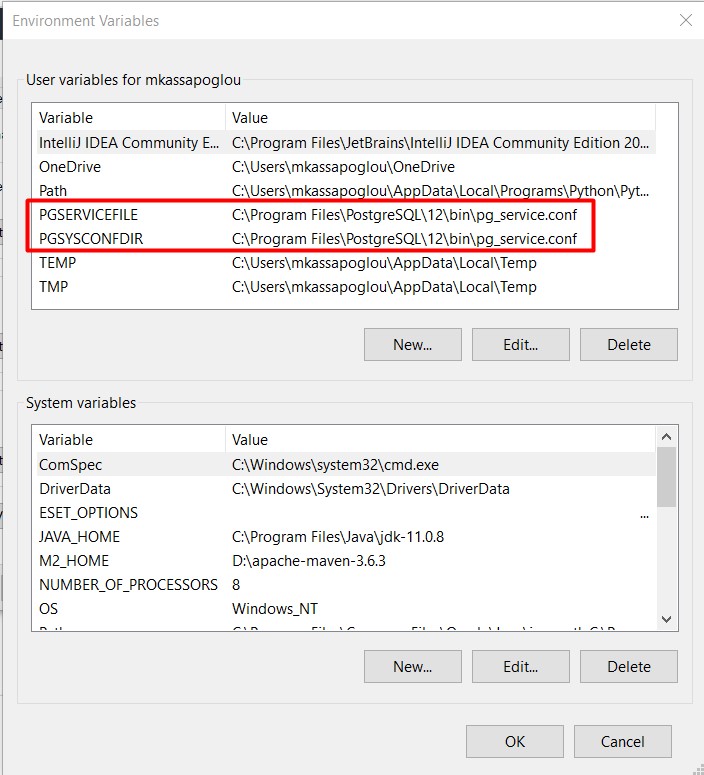 Environment Variables
User variables for mkassapoglou
Variable Value
IntelliJ IDEA Community E... C:\Program Files\JetBrains\IntelliJ IDEA Community Edition 20...
OneDrive C:\Users\mkassapoglou\OneDrive
Path C:\Users\mkassapoglou\AppData\Local\Programs\Python\Pyt...
PGSERVICEFILE C:\Program Files\PostgreSQL\12\bin\pg_service.conf
PGSYSCONFDIR C:\Program Files\PostgreSQL\12\bin\pg_service.conf
TEMP C:\Users\mkassapoglou\AppData\Local\Temp
TMP C:\Users\mkassapoglou\AppData\Local\Temp
New... Edit... Delete
System variables
Variable Value
ComSpec C:\Windows\system32\cmd.exe
DriverData C:\Windows\System32\Drivers\DriverData
ESET_OPTIONS ...
JAVA_HOME C:\Program Files\Java\jdk-11.0.8
M2_HOME D:\apache-maven-3.6.3
NUMBER_OF_PROCESSORS 8
OS Windows_NT
New... Edit... Delete
OK Cancel